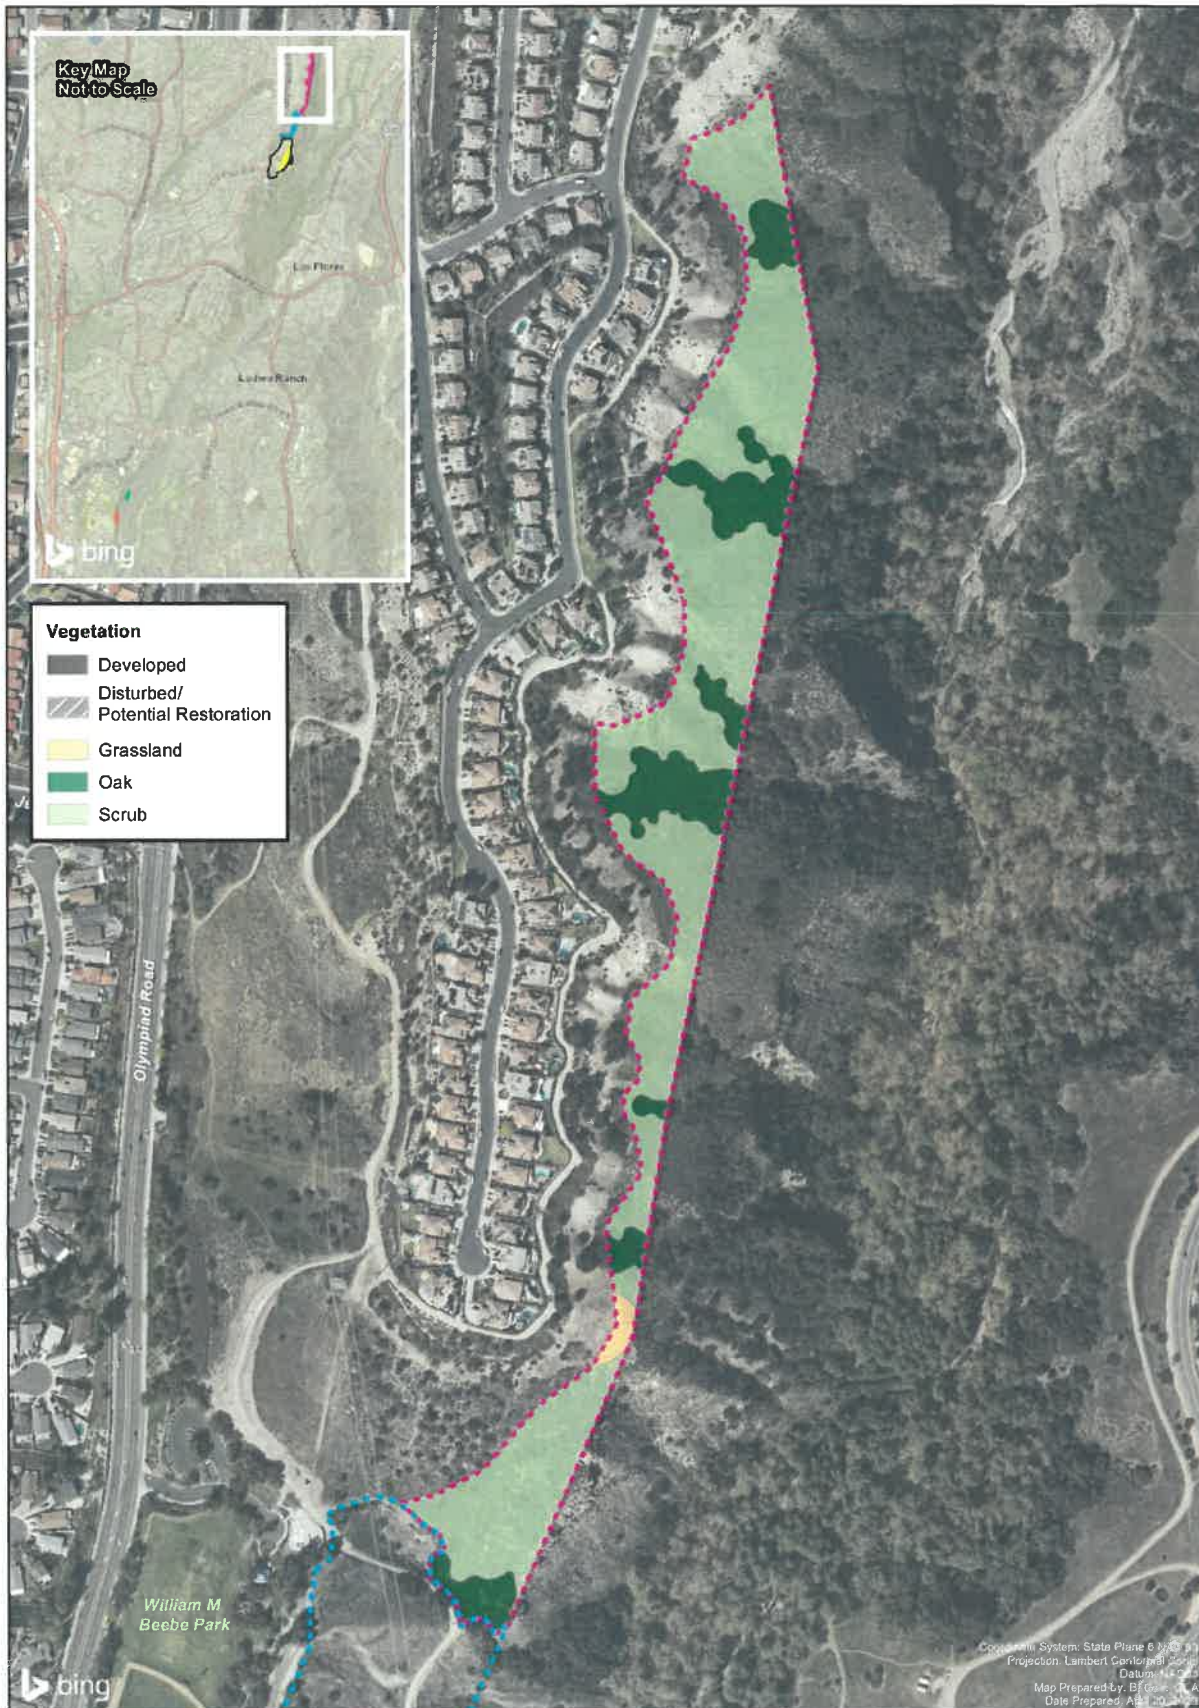 Key Map
Not to Scale
Las Flores
Ladera Ranch
bing
Vegetation
Developed
Disturbed/
Potential Restoration
Grassland
Oak
Scrub
Olympiad Road
William M
Beebe Park
bing
Coordinate System: State Plane 6
Projection: Lambert Conformal
Datum:
Map Prepared by:
Date Prepared: